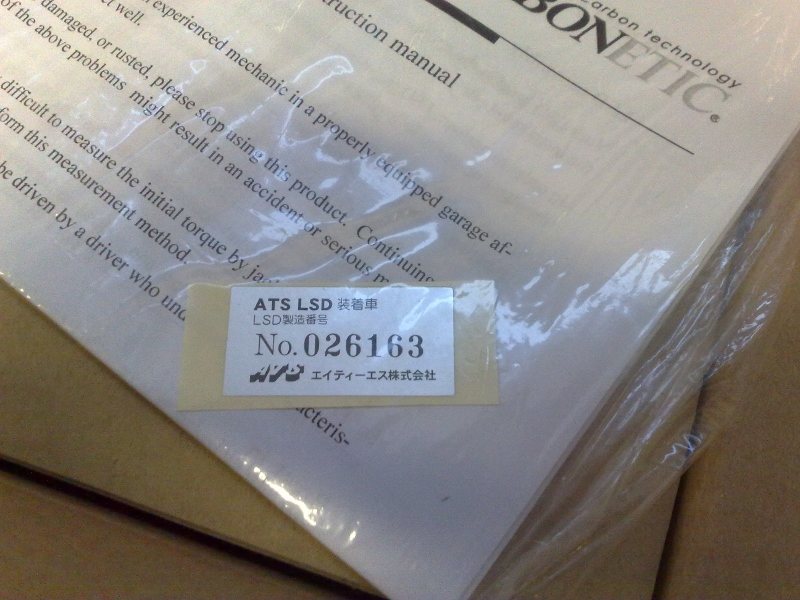 Carbon technology
BONETIC®
struction manual
experienced mechanic in a properly equipped garage af-
damaged, or rusted, please stop using this product. Continuing
of the above problems might result in an accident or serious
difficult to measure the initial torque by
form this measurement method.
be driven by a driver who
ATS LSD 装着車
LSD製造番号
No. 026163
ATS エイティーエス株式会社
acteris-